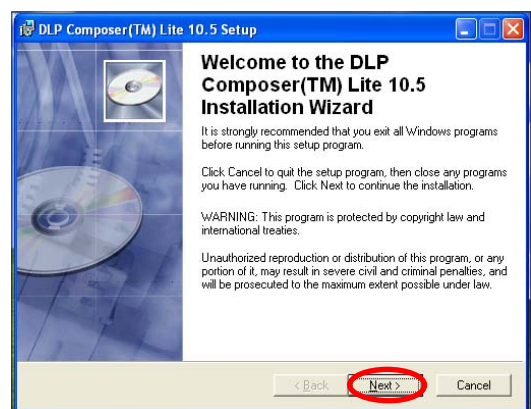 DLP Composer(TM) Lite 10.5 Setup
Welcome to the DLP
Composer(TM) Lite 10.5
Installation Wizard
It is strongly recommended that you exit all Windows programs
before running this setup program.
Click Cancel to quit the setup program, then close any programs
you have running. Click Next to continue the installation.
WARNING: This program is protected by copyright law and
international treaties.
Unauthorized reproduction or distribution of this program, or any
portion of it, may result in severe civil and criminal penalties, and
will be prosecuted to the maximum extent possible under law.
< Back Next > Cancel